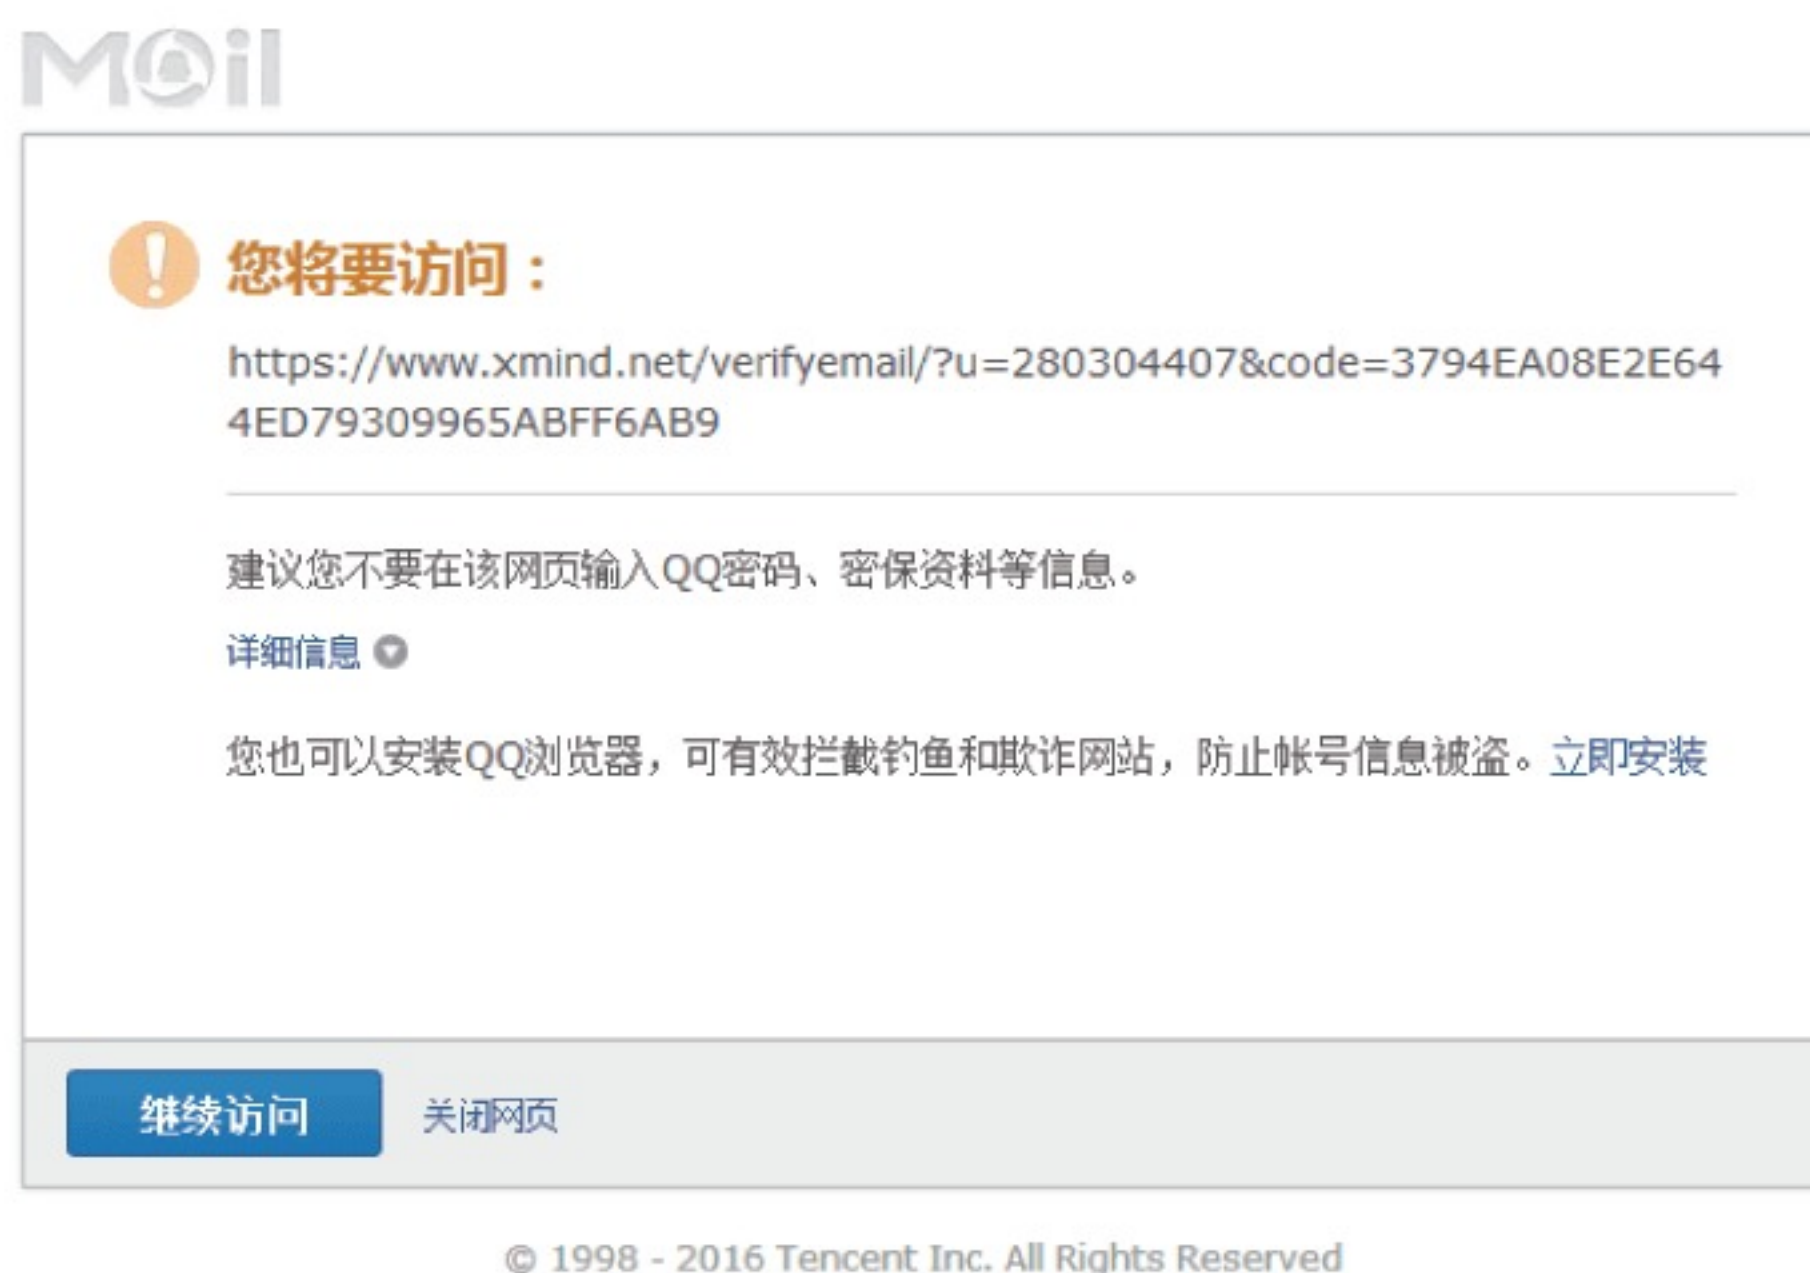 MQil
您将要访问：
https://www.xmind.net/verifyemail/?u=280304407&code=3794EA08E2E64
4ED79309965ABFF6AB9
建议您不要在该网页输入QQ密码、密保资料等信息。
详细信息
您也可以安装QQ浏览器，可有效拦截钓鱼和欺诈网站，防止帐号信息被盗。立即安装
继续访问 关闭网页
© 1998 - 2016 Tencent Inc. All Rights Reserved